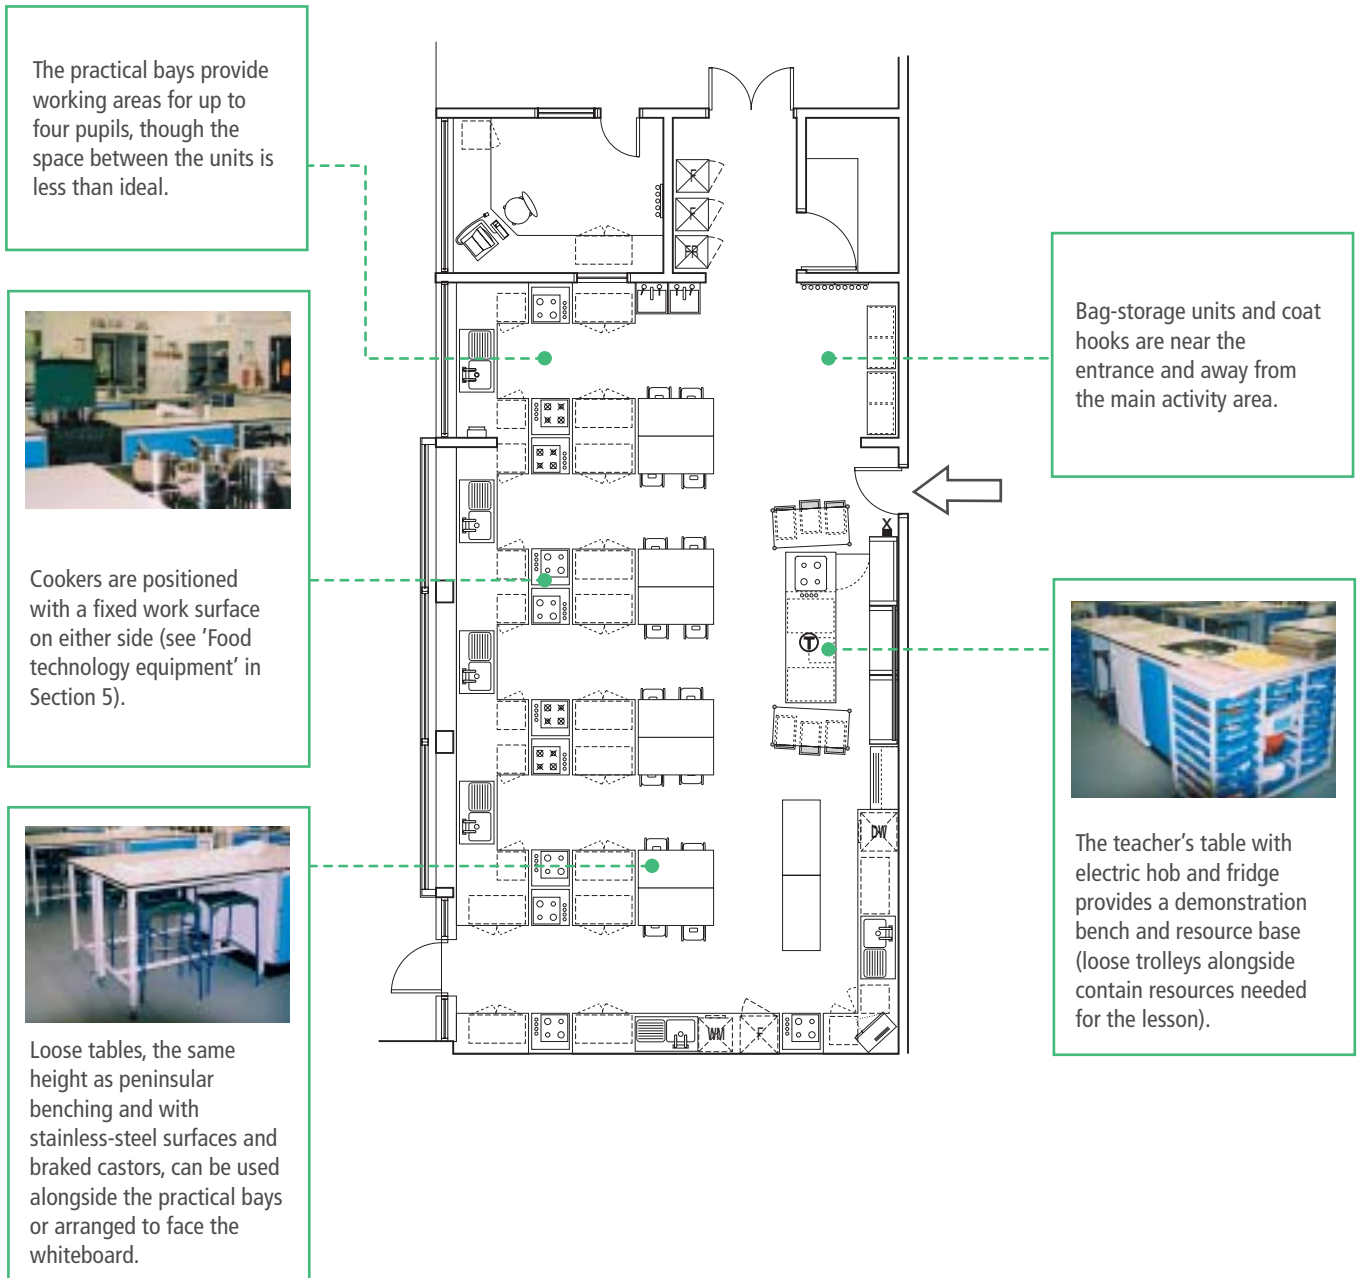 The practical bays provide
working areas for up to
four pupils, though the
space between the units is
less than ideal.
Cookers are positioned
with a fixed work surface
on either side (see 'Food
technology equipment' in
Section 5).
Loose tables, the same
height as peninsular
benching and with
stainless-steel surfaces and
braked castors, can be used
alongside the practical bays
or arranged to face the
whiteboard.
F
F
FR
X
T
DW
WM
F
Bag-storage units and coat
hooks are near the
entrance and away from
the main activity area.
The teacher's table with
electric hob and fridge
provides a demonstration
bench and resource base
(loose trolleys alongside
contain resources needed
for the lesson).